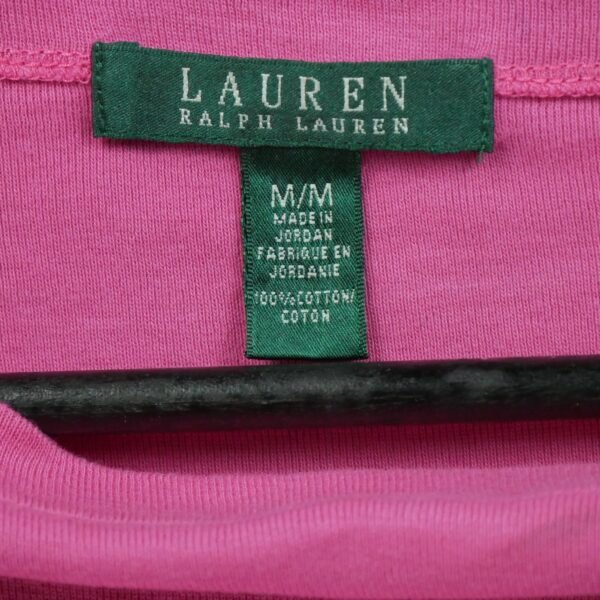 LAUREN
RALPH LAUREN
M/M
MADE IN
JORDAN
FABRIQUE EN
JORDANIE
100%COTTON/
COTON